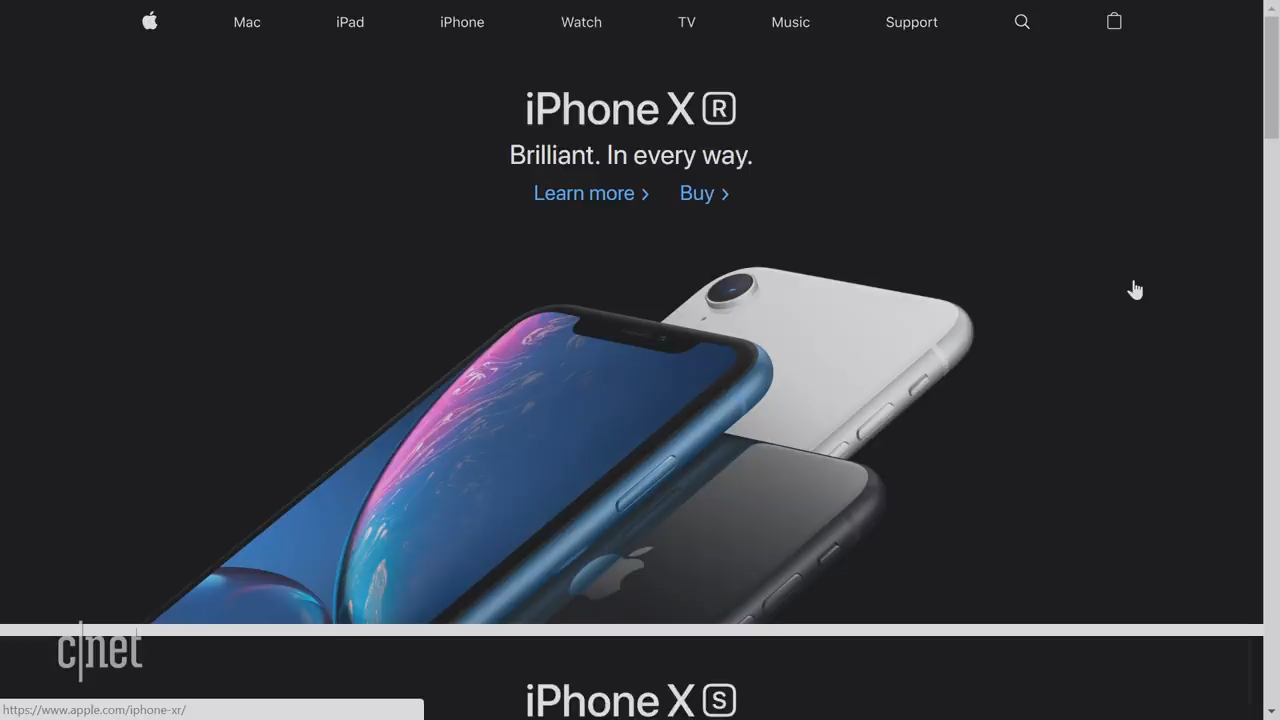 Mac iPad iPhone Watch TV Music Support
iPhone XR
Brilliant. In every way.
Learn more > Buy >
c|net
iPhone XS
https://www.apple.com/iphone-xr/